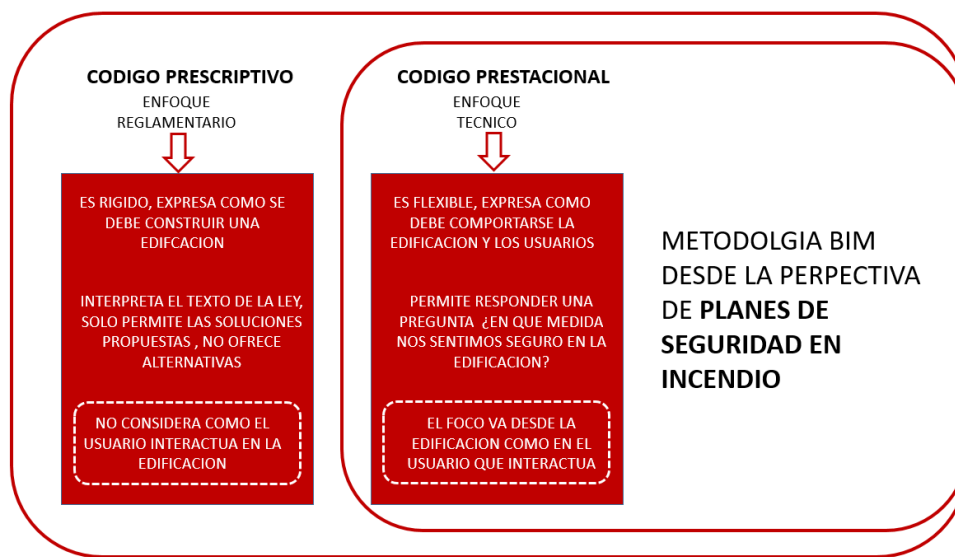 CODIGO PRESCRIPTIVO
ENFOQUE
REGLAMENTARIO
ES RIGIDO, EXPRESA COMO SE
DEBE CONSTRUIR UNA
EDIFCACION
INTERPRETA EL TEXTO DE LA LEY,
SOLO PERMITE LAS SOLUCIONES
PROPUESTAS , NO OFRECE
ALTERNATIVAS
NO CONSIDERA COMO EL
USUARIO INTERACTUA EN LA
EDIFICACION
CODIGO PRESTACIONAL
ENFOQUE
TECNICO
ES FLEXIBLE, EXPRESA COMO
DEBE COMPORTARSE LA
EDIFICACION Y LOS USUARIOS
PERMITE RESPONDER UNA
PREGUNTA ¿EN QUE MEDIDA
NOS SENTIMOS SEGURO EN LA
EDIFICACION?
EL FOCO VA DESDE LA
EDIFICACION COMO EN EL
USUARIO QUE INTERACTUA
METODOLGIA BIM
DESDE LA PERPECTIVA
DE PLANES DE
SEGURIDAD EN
INCENDIO